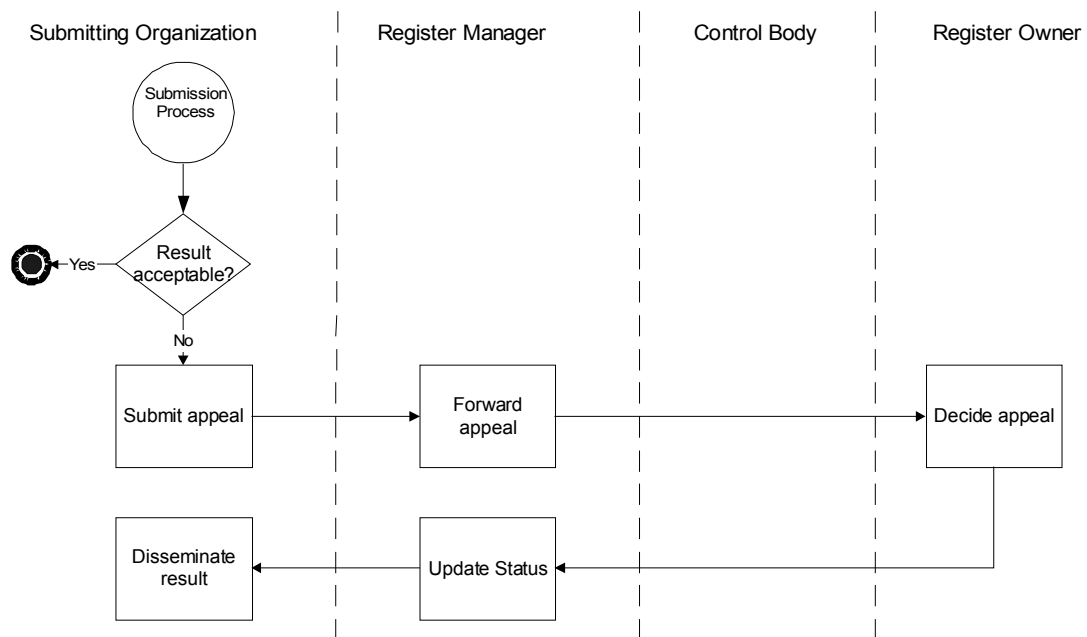 Submitting Organization
Register Manager
Control Body
Register Owner
Submission
Process
Result
acceptable?
Yes
No
Submit appeal
Forward
appeal
Decide appeal
Disseminate
result
Update Status